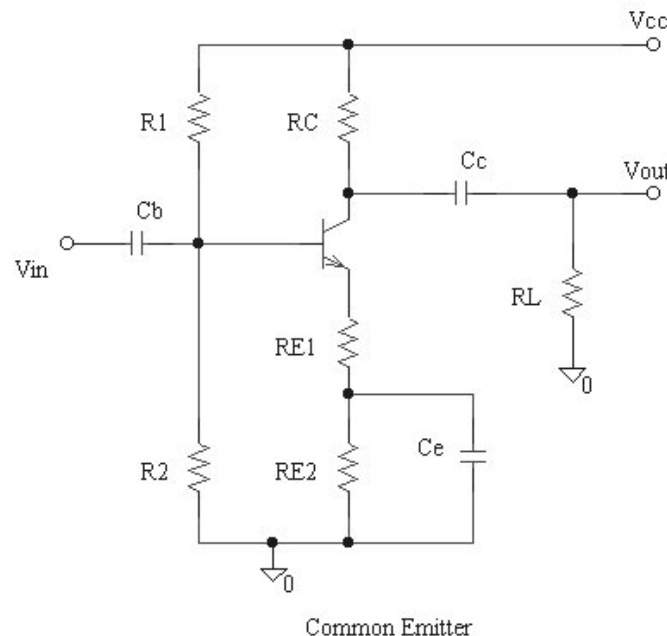 Vcc
R1
RC
Cc
Vout
Cb
Vin
RL
RE1
0
R2
RE2
Ce
0
Common Emitter